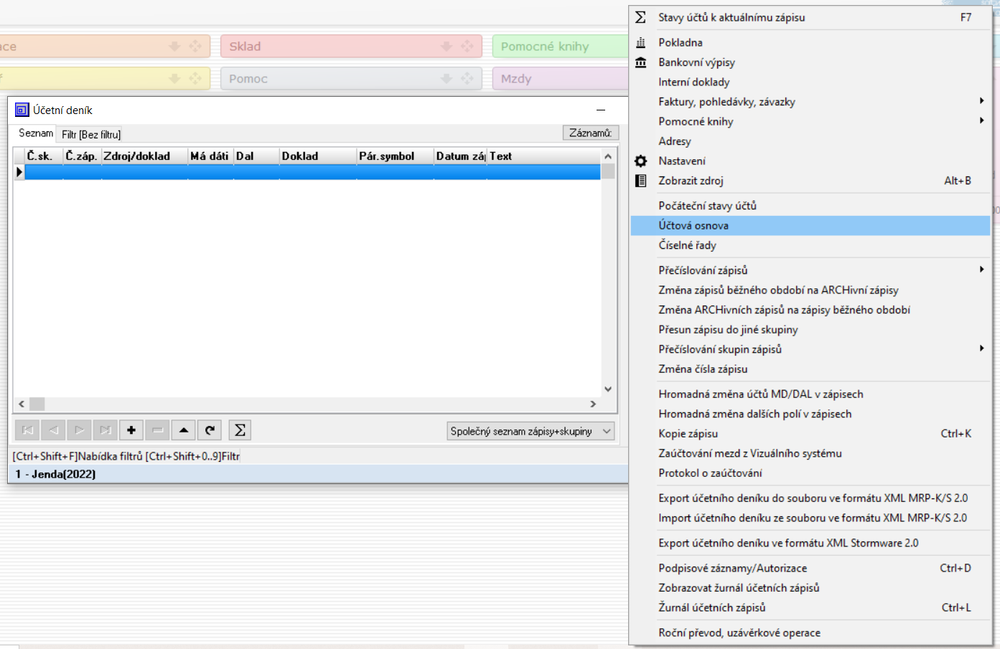 ace
Sklad
Pomocné knihy
Pomoc
Mzdy
Účetní deník
Seznam
Filtr [Bez filtru]
Záznamů:
Č.sk. Č.záp. Zdroj/doklad Má dáti Dal Doklad Pár.symbol Datum záp Text
Společný seznam zápisy+skupiny
[Ctrl+Shift+F]Nabídka filtrů [Ctrl+Shift+0..9]Filtr
1 - Jenda(2022)
Stavy účtů k aktuálnímu zápisu F7
Pokladna
Bankovní výpisy
Interní doklady
Faktury, pohledávky, závazky
Pomocné knihy
Adresy
Nastavení
Zobrazit zdroj Alt+B
Počáteční stavy účtů
Účtová osnova
Číselné řady
Přečíslování zápisů
Změna zápisů běžného období na ARCHivní zápisy
Změna ARCHivních zápisů na zápisy běžného období
Přesun zápisu do jiné skupiny
Přečíslování skupin zápisů
Změna čísla zápisu
Hromadná změna účtů MD/DAL v zápisech
Hromadná změna dalších polí v zápisech
Kopie zápisu Ctrl+K
Zaúčtování mezd z Vizuálního systému
Protokol o zaúčtování
Export účetního deníku do souboru ve formátu XML MRP-K/S 2.0
Import účetního deníku ze souboru ve formátu XML MRP-K/S 2.0
Export účetního deníku ve formátu XML Stormware 2.0
Podpisové záznamy/Autorizace Ctrl+D
Zobrazovat žurnál účetních zápisů
Žurnál účetních zápisů Ctrl+L
Roční převod, uzávěrkové operace